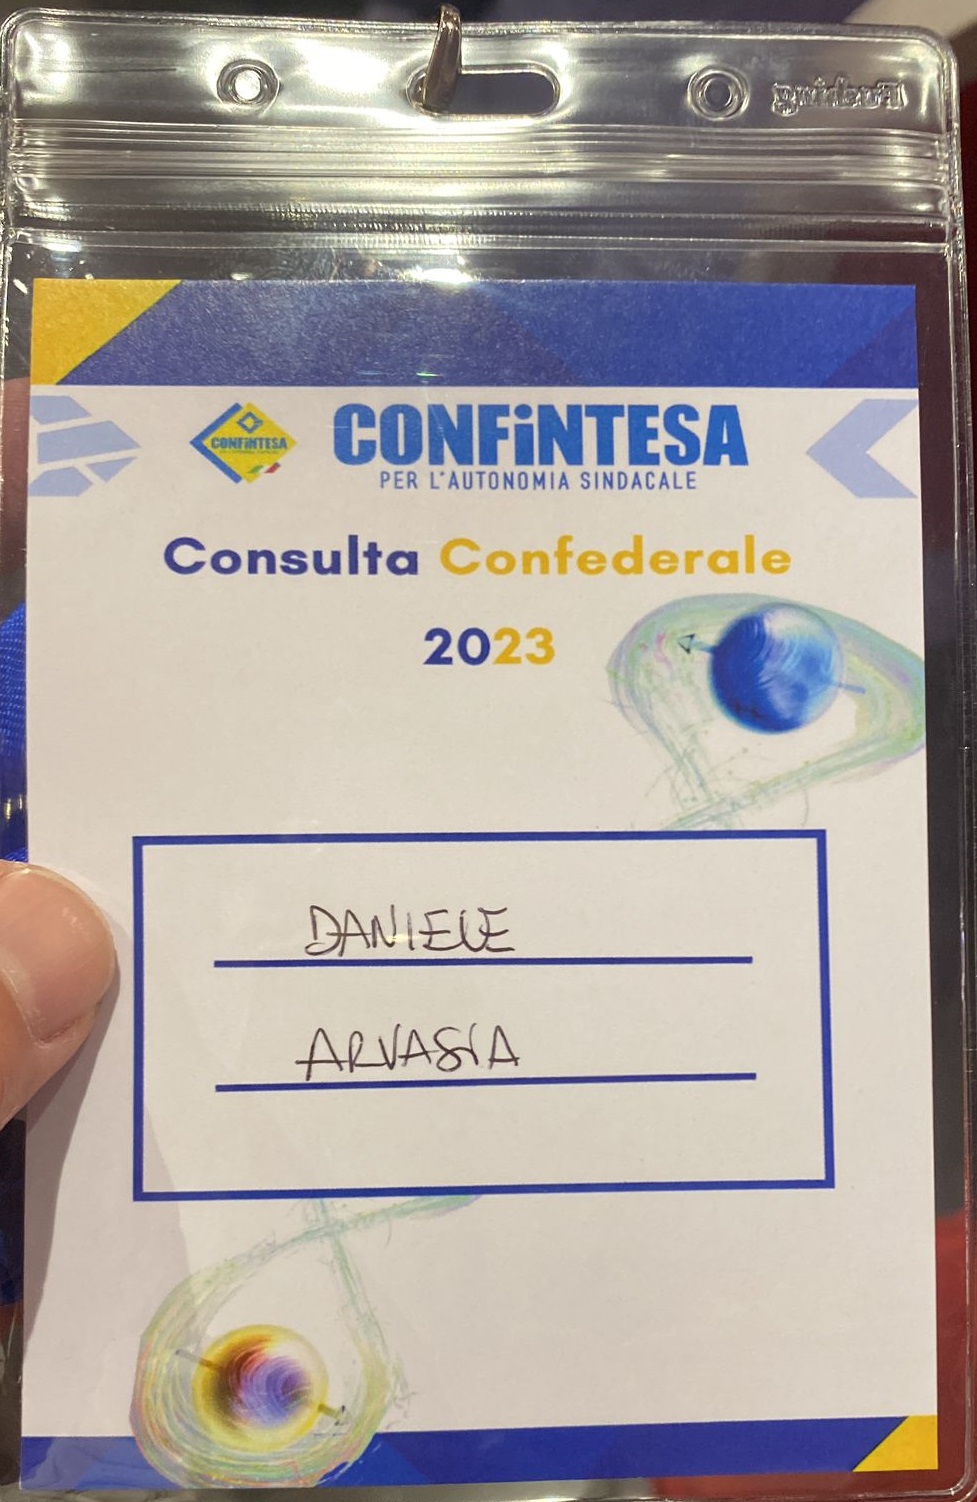 CONFiNTESA
CONFiNTESA
PER L'AUTONOMIA SINDACALE
Consulta Confederale
2023
DANIELE
ARVASIA